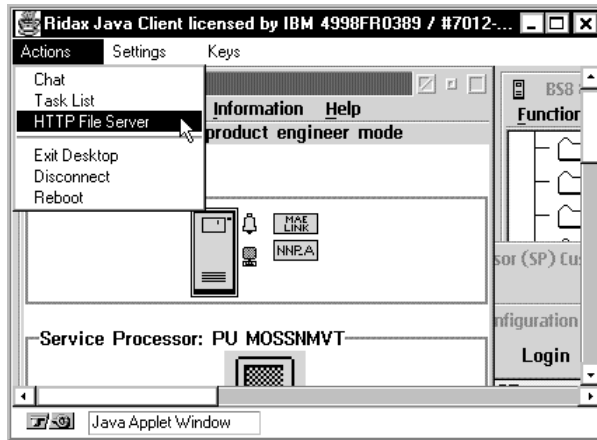 Ridax Java Client licensed by IBM 4998FR0389 / #7012-...
Actions Settings Keys
Chat
Task List
HTTP File Server
Exit Desktop
Disconnect
Reboot
Information Help
product engineer mode
BS8
Function
MAE
LINK
NNP.A
sor (SP) Cu
nfiguration
Service Processor: PU MOSSNMVT
Login
Java Applet Window